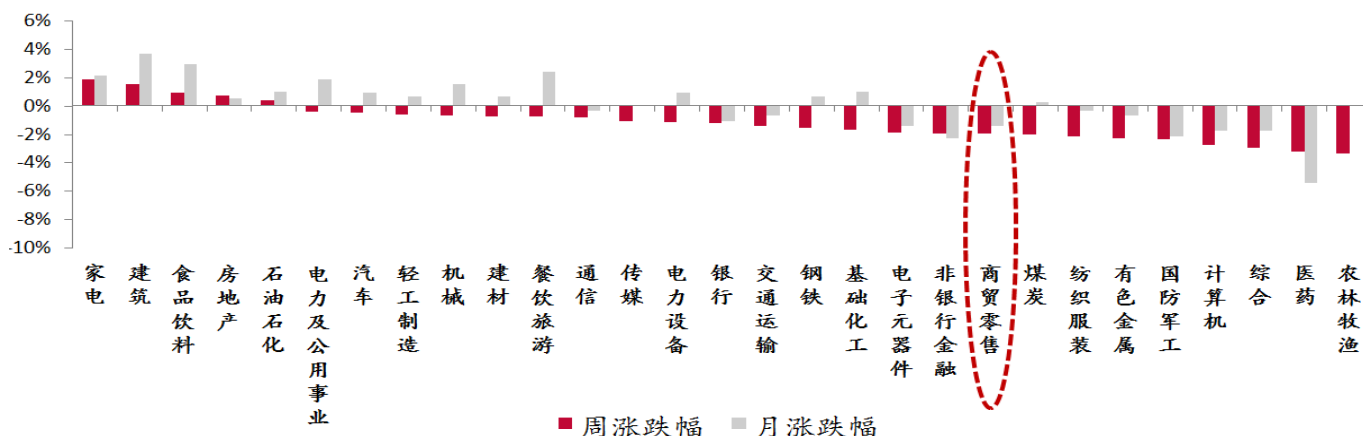 6%
4%
2%
0%
-2%
-4%
-6%
-8%
-10%
家电
建筑
食品饮料
房地产
石油石化
电力及公用事业
汽车
轻工制造
机械
建材
餐饮旅游
通信
传媒
电力设备
银行
交通运输
钢铁
基础化工
电子元器件
非银行金融
商贸零售
煤炭
纺织服装
有色金属
国防军工
计算机
综合
医药
农林牧渔
周涨跌幅 月涨跌幅